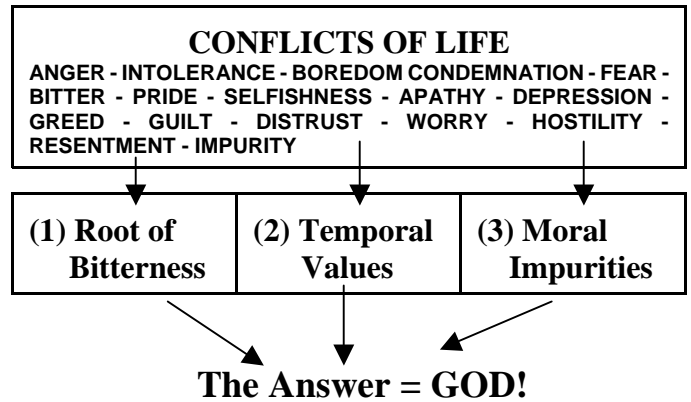 CONFLICTS OF LIFE
ANGER - INTOLERANCE - BOREDOM CONDEMNATION - FEAR -
BITTER - PRIDE - SELFISHNESS - APATHY - DEPRESSION -
GREED - GUILT - DISTRUST - WORRY - HOSTILITY -
RESENTMENT - IMPURITY
(1) Root of
Bitterness
(2) Temporal
Values
(3) Moral
Impurities
The Answer = GOD!